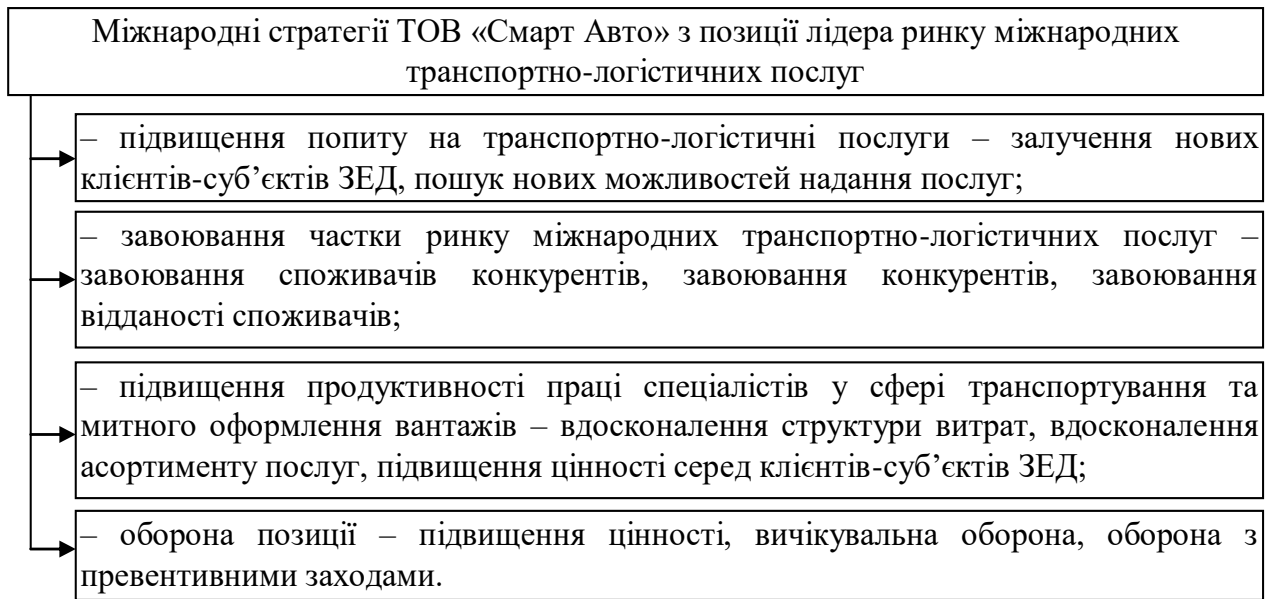 Міжнародні стратегії ТОВ «Смарт Авто» з позиції лідера ринку міжнародних
транспортно-логістичних послуг
– підвищення попиту на транспортно-логістичні послуги – залучення нових
клієнтів-суб’єктів ЗЕД, пошук нових можливостей надання послуг;
– завоювання частки ринку міжнародних транспортно-логістичних послуг –
завоювання споживачів конкурентів, завоювання конкурентів, завоювання
відданості споживачів;
– підвищення продуктивності праці спеціалістів у сфері транспортування та
митного оформлення вантажів – вдосконалення структури витрат, вдосконалення
асортименту послуг, підвищення цінності серед клієнтів-суб’єктів ЗЕД;
– оборона позиції – підвищення цінності, вичікувальна оборона, оборона з
превентивними заходами.